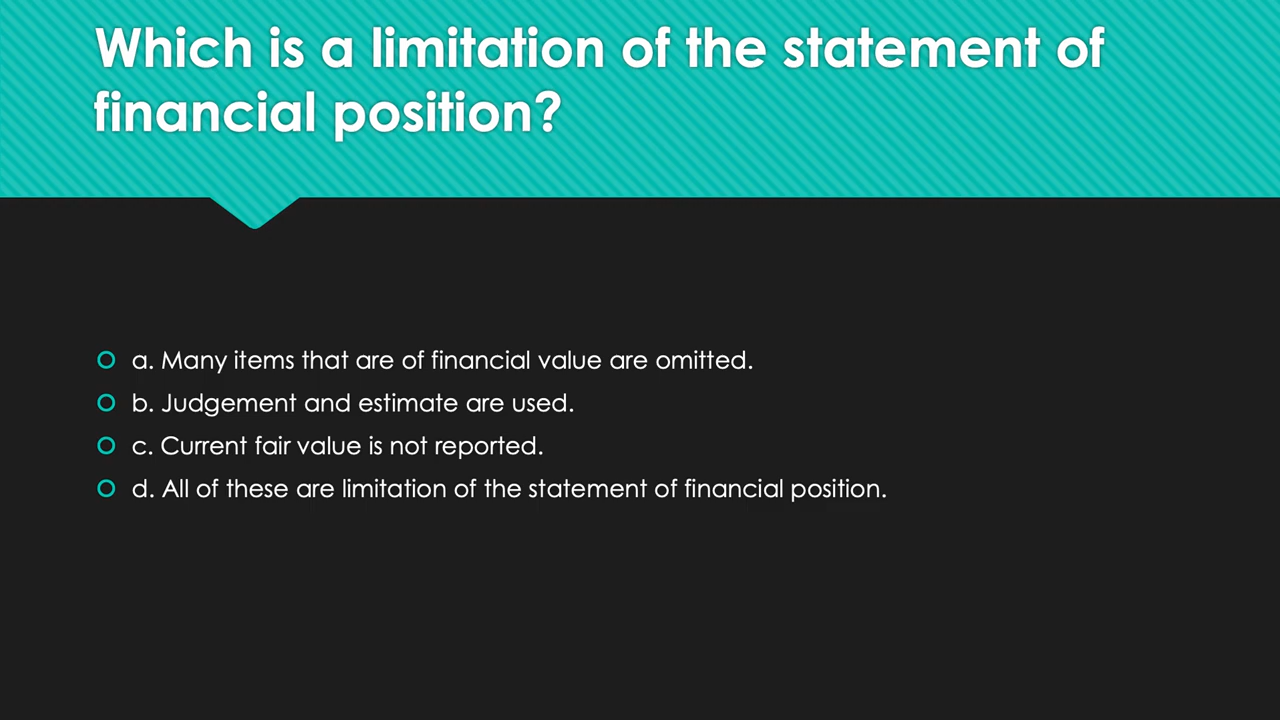 Which is a limitation of the statement of
financial position?
a. Many items that are of financial value are omitted.
b. Judgement and estimate are used.
c. Current fair value is not reported.
d. All of these are limitation of the statement of financial position.